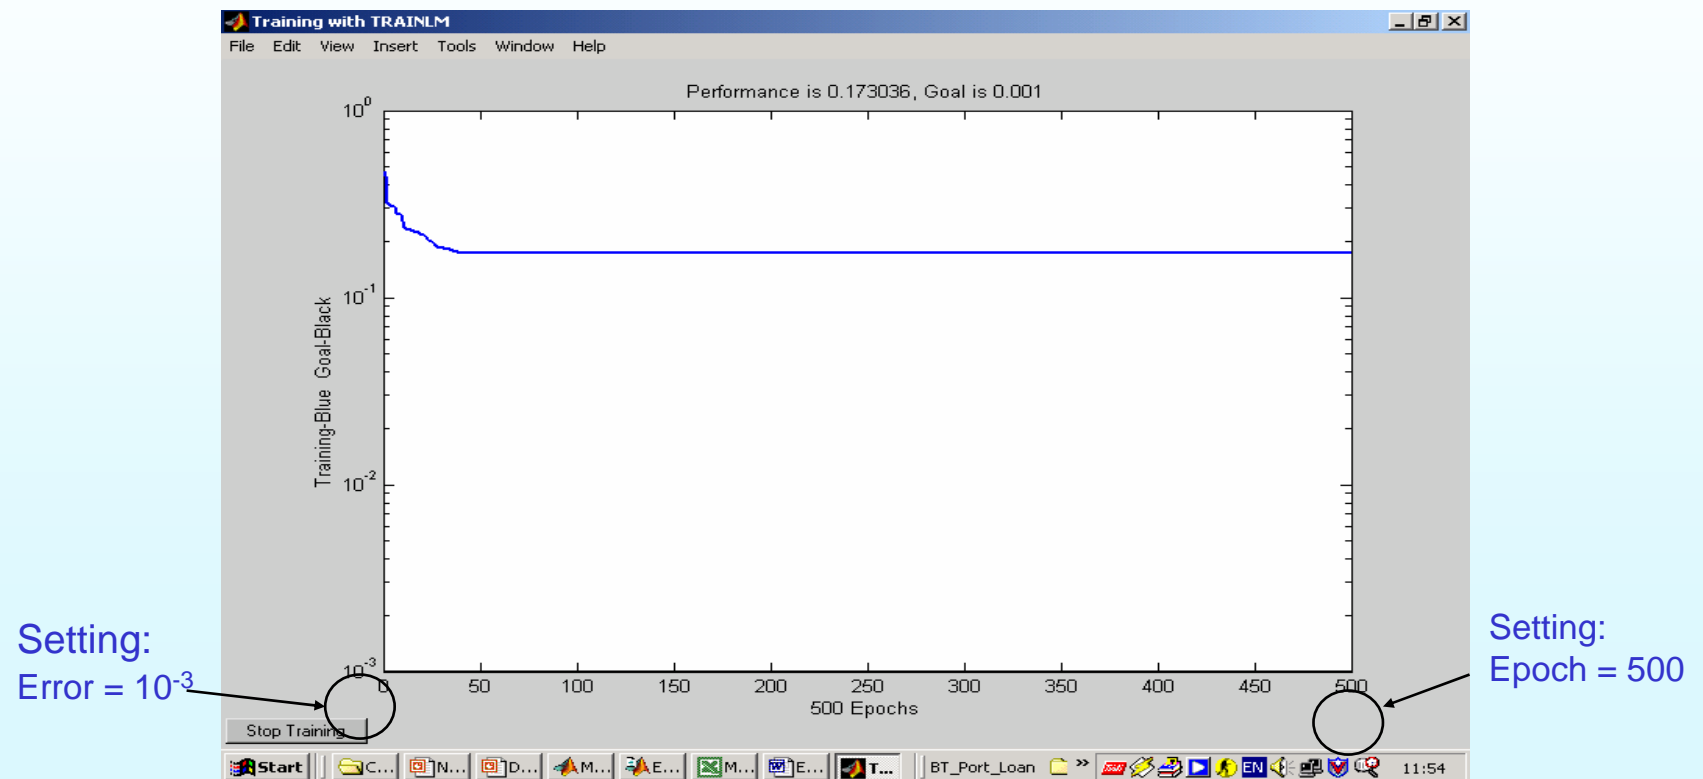 Training with TRAINLM
File Edit View Insert Tools Window Help
Performance is 0.173036, Goal is 0.001
10⁰
10⁻¹
10⁻²
10⁻³
Training-Blue Goal-Black
0 50 100 150 200 250 300 350 400 450 500
500 Epochs
Stop Training
Setting:
Error = 10⁻³
Setting:
Epoch = 500
Start C... N... D... M... E... M... E... T... BT_Port_Loan » EN 11:54